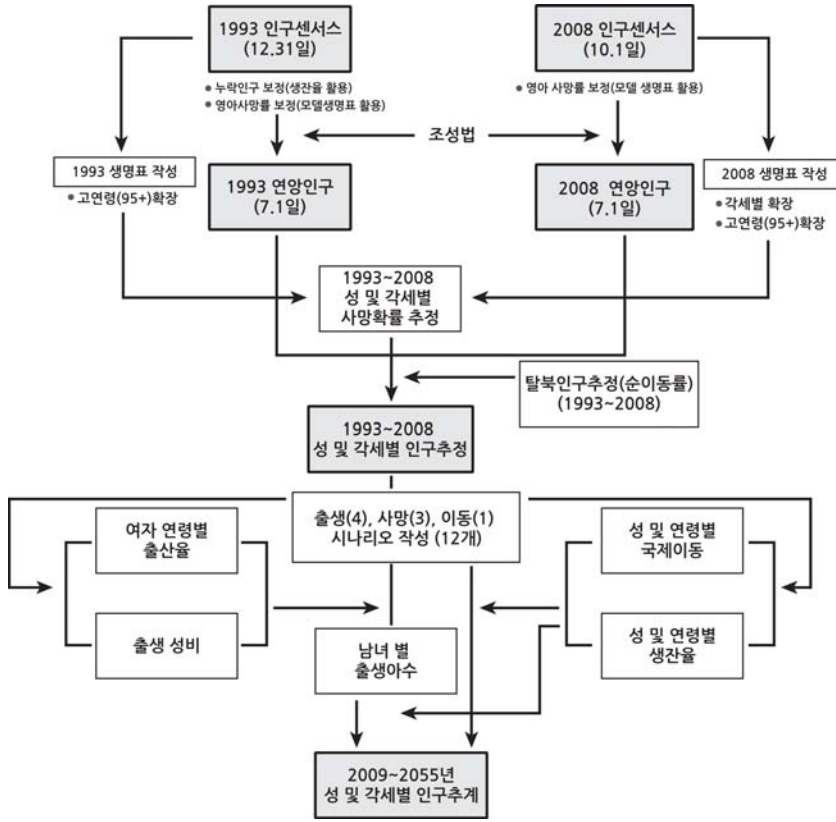 1993 인구센서스
(12.31일)
2008 인구센서스
(10.1일)
● 누락인구 보정(생잔율 활용)
● 영아사망률 보정(모델생명표 활용)
● 영아 사망률 보정(모델 생명표 활용)
조성법
1993 생명표 작성
● 고연령(95+)확장
1993 연앙인구
(7.1일)
2008 연앙인구
(7.1일)
2008 생명표 작성
● 각세별 확장
● 고연령(95+)확장
1993~2008
성 및 각세별
사망확률 추정
탈북인구추정(순이동률)
(1993~2008)
1993~2008
성 및 각세별 인구추정
출생(4), 사망(3), 이동(1)
시나리오 작성 (12개)
여자 연령별
출산율
성 및 연령별
국제이동
출생 성비
남녀 별
출생아수
성 및 연령별
생잔율
2009~2055년
성 및 각세별 인구추계